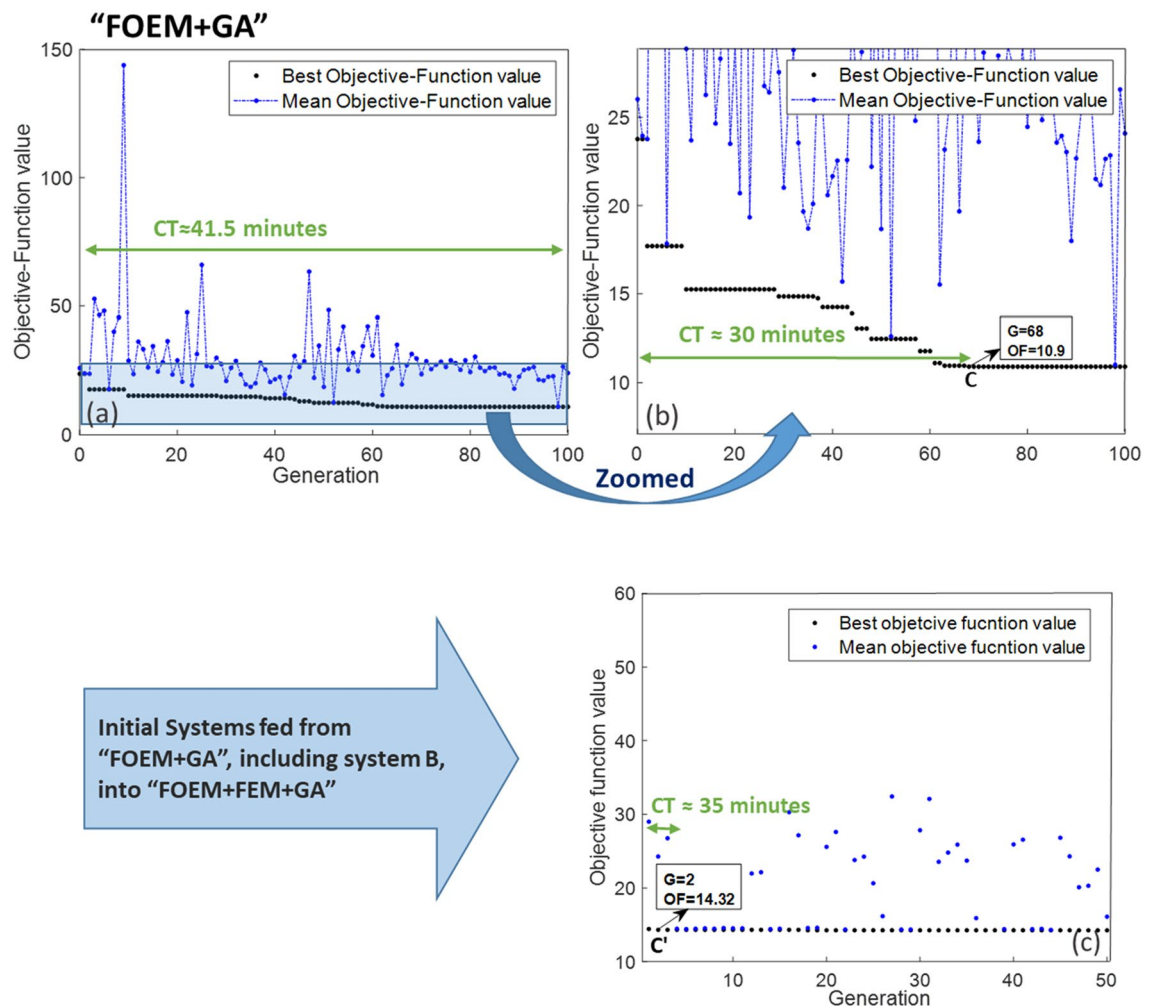 “FOEM+GA”
150
100
50
0
Objective-Function value
Best Objective-Function value
Mean Objective-Function value
CT≈41.5 minutes
(a)
0
20
40
60
80
100
Generation
25
20
15
10
Objective-Function value
Best Objective-Function value
Mean Objective-Function value
CT ≈ 30 minutes
G=68
OF=10.9
C
(b)
0
20
40
60
80
100
Zoomed
Initial Systems fed from
“FOEM+GA”, including system B,
into “FOEM+FEM+GA”
60
50
40
30
20
10
Objective function value
Best objetcive fucntion value
Mean objective fucntion value
CT ≈ 35 minutes
G=2
OF=14.32
C'
(c)
10
20
30
40
50
Generation